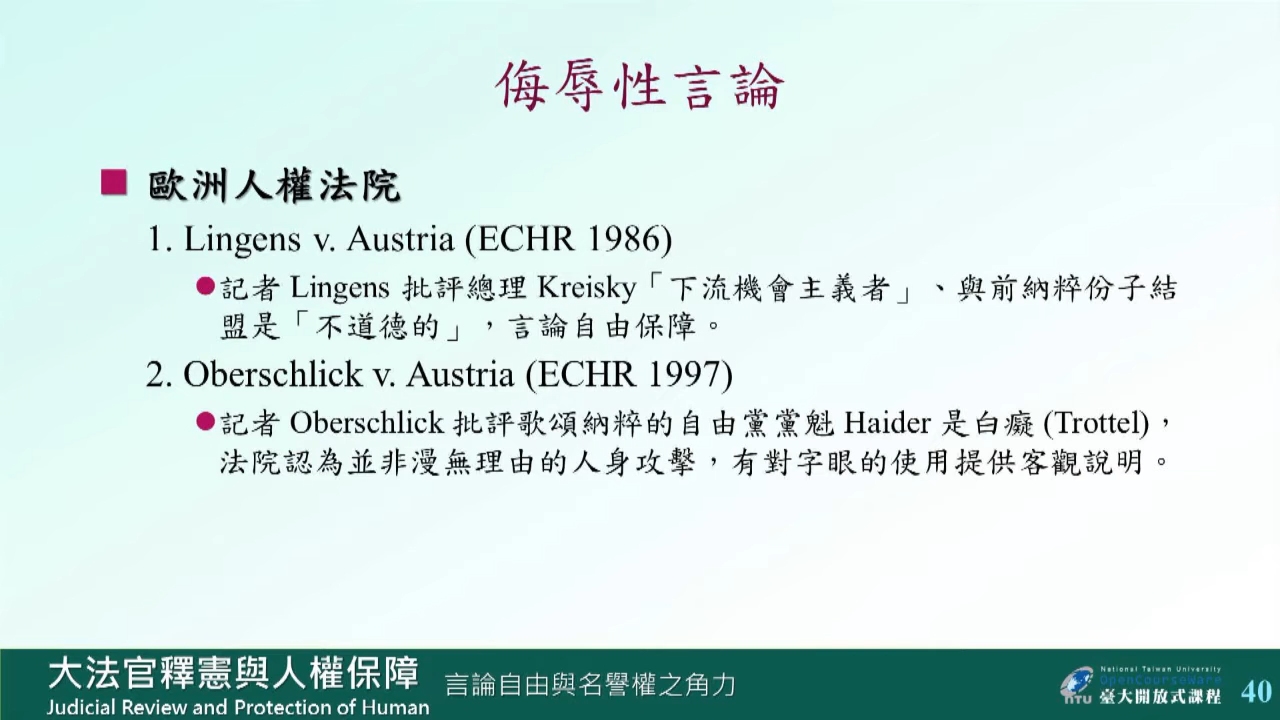 侮辱性言論
歐洲人權法院
1. Lingens v. Austria (ECHR 1986)
記者 Lingens 批評總理 Kreisky「下流機會主義者」、與前納粹份子結
盟是「不道德的」，言論自由保障。
2. Oberschlick v. Austria (ECHR 1997)
記者 Oberschlick 批評歌頌納粹的自由黨黨魁 Haider 是白癡 (Trottel)，
法院認為並非漫無理由的人身攻擊，有對字眼的使用提供客觀說明。
大法官釋憲與人權保障 言論自由與名譽權之角力
Judicial Review and Protection of Human
National Taiwan University
OpenCourseWare
NTU 臺大開放式課程 40